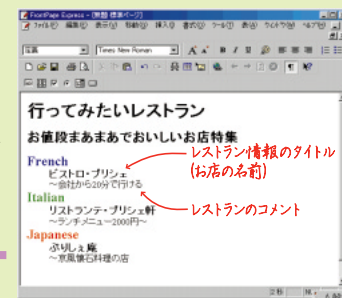 FrontPage Express - [無題 標準ページ]
Times New Roman
行ってみたいレストラン
お値段まあまあでおいしいお店特集
French
ビストロ・ブリシェ
～会社から20分で行ける
レストラン情報のタイトル
(お店の名前)
Italian
リストランテ・ブリシェ軒
～ランチメニュー2000円～
レストランのコメント
Japanese
ぶりしぇ庵
～京風懐石料理の店